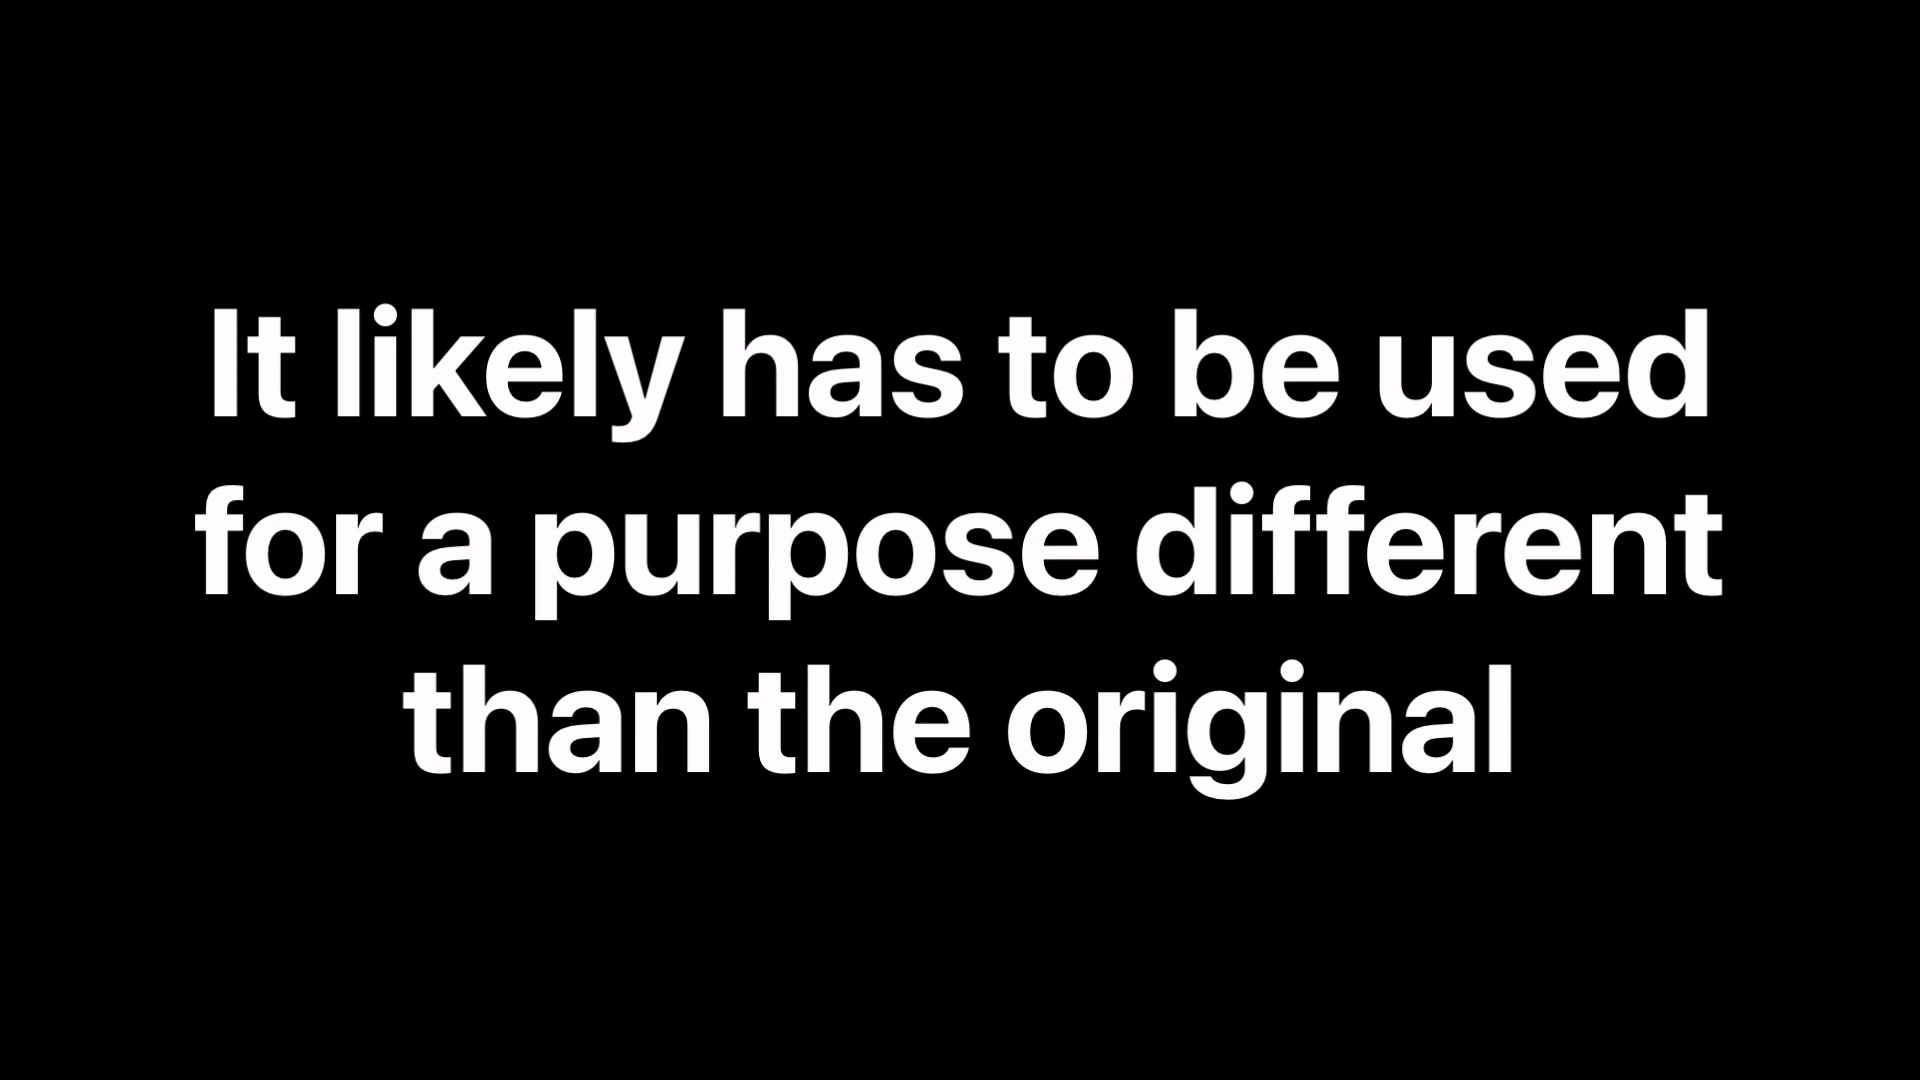 It likely has to be used
for a purpose different
than the original